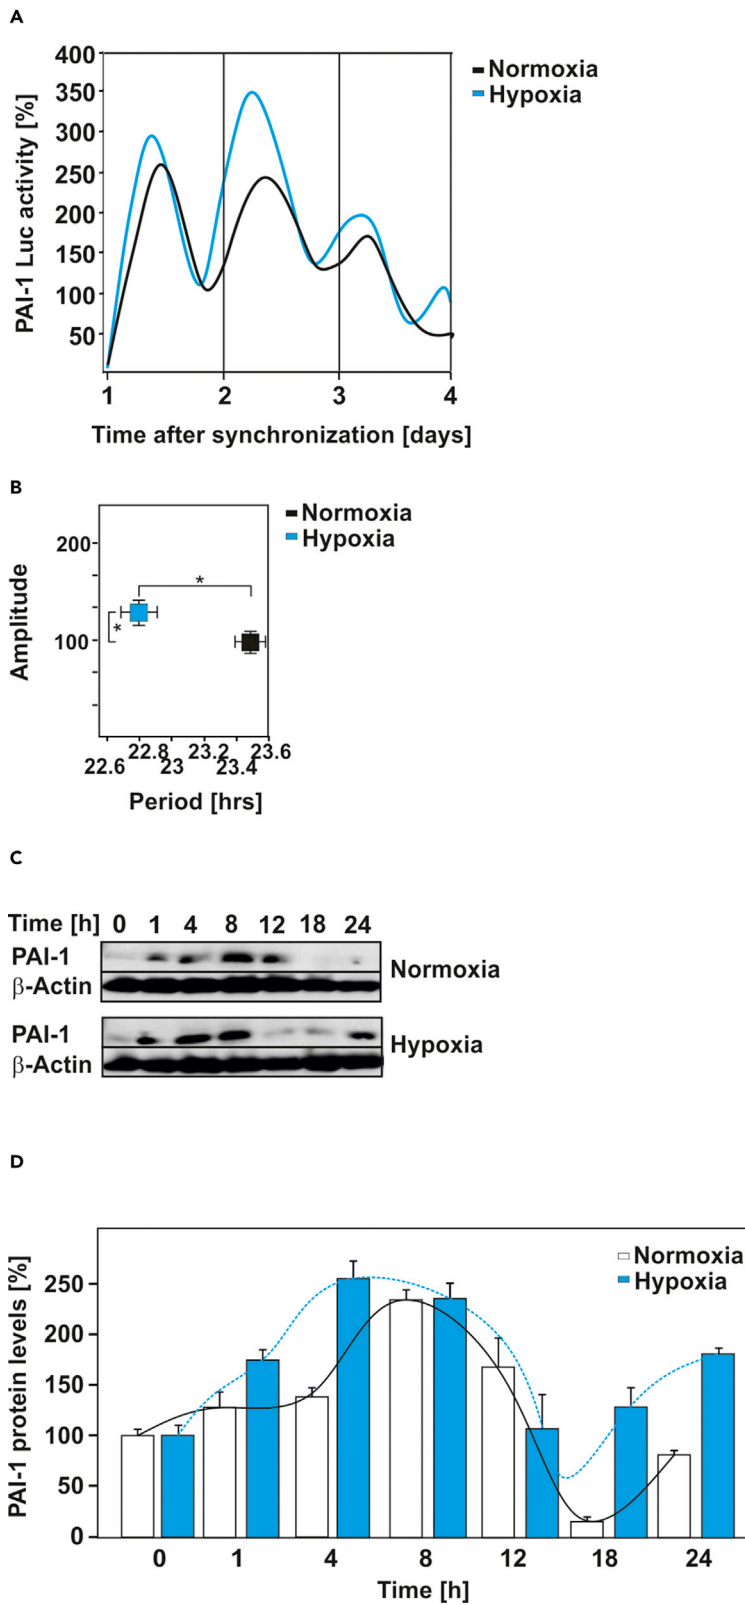 A
400
350
300
250
200
150
100
50
PAI-1 Luc activity [%]
Normoxia
Hypoxia
1 2 3 4
Time after synchronization [days]
B
Normoxia
Hypoxia
200
100
Amplitude
*
*
22.8 23.2 23.6
22.6 23 23.4
Period [hrs]
C
Time [h] 0 1 4 8 12 18 24
PAI-1
β-Actin
Normoxia
PAI-1
β-Actin
Hypoxia
D
Normoxia
Hypoxia
250
200
150
100
50
0
PAI-1 protein levels [%]
0 1 4 8 12 18 24
Time [h]